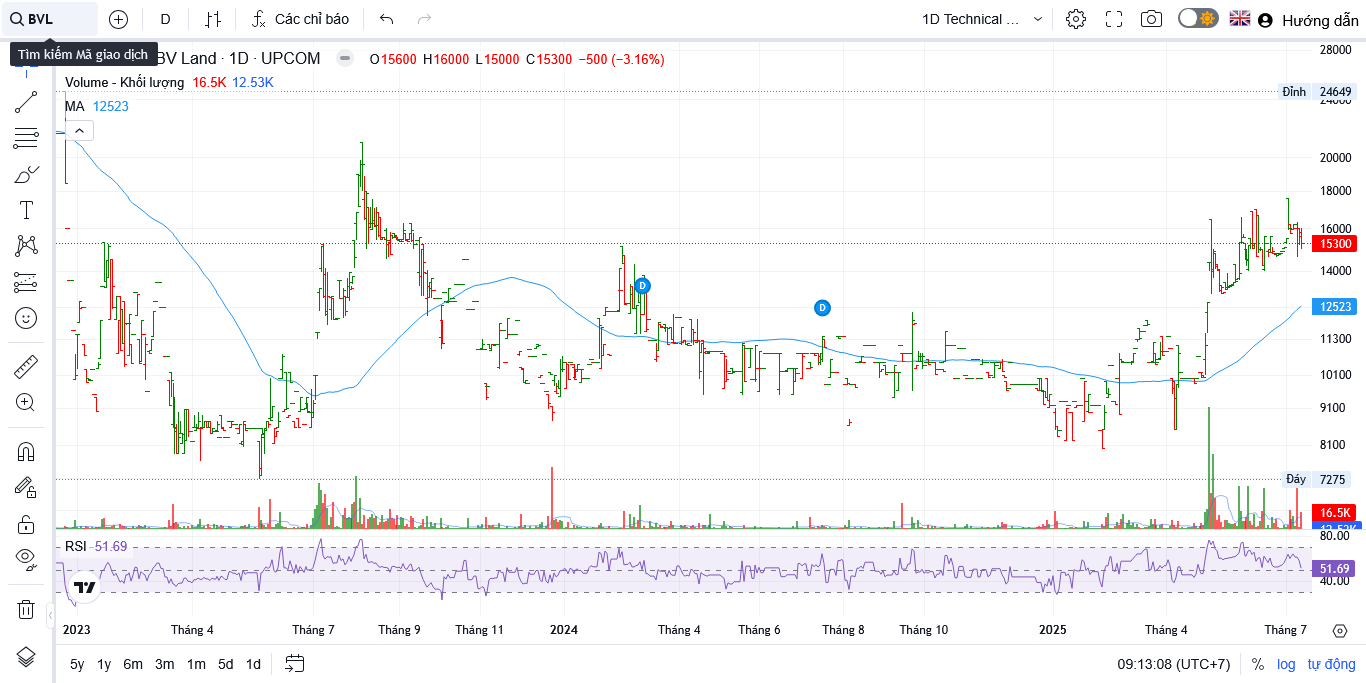 BVL
D
Các chỉ báo
1D Technical ...
Hướng dẫn
Tìm kiếm Mã giao dịch
BV Land · 1D · UPCOM
O15600 H16000 L15000 C15300 −500 (−3.16%)
Volume - Khối lượng 16.5K 12.53K
MA 12523
28000
Đỉnh 24649
24000
20000
18000
16000
15300
14000
12523
11300
10100
9100
8100
Đáy 7275
16.5K
12.53K
D
D
RSI 51.69
80.00
51.69
40.00
2023
Tháng 4
Tháng 7
Tháng 9
Tháng 11
2024
Tháng 4
Tháng 6
Tháng 8
Tháng 10
2025
Tháng 4
Tháng 7
5y 1y 6m 3m 1m 5d 1d
09:13:08 (UTC+7)
% log tự động